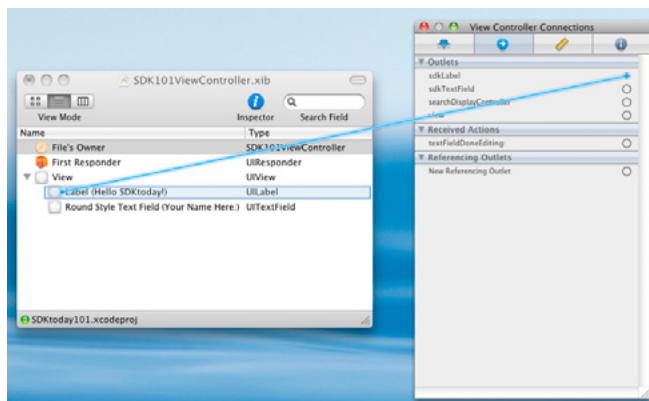 View Controller Connections
Outlets
sdkLabel
sdkTextField
searchDisplayController
view
Received Actions
textFieldDoneEditing:
Referencing Outlets
New Referencing Outlet
SDK101ViewController.xib
View Mode Inspector Search Field
Name Type
File's Owner SDK101ViewController
First Responder UIResponder
View UIView
Label (Hello SDKtoday!) UILabel
Round Style Text Field (Your Name Here.) UITextField
SDKtoday101.xcodeproj